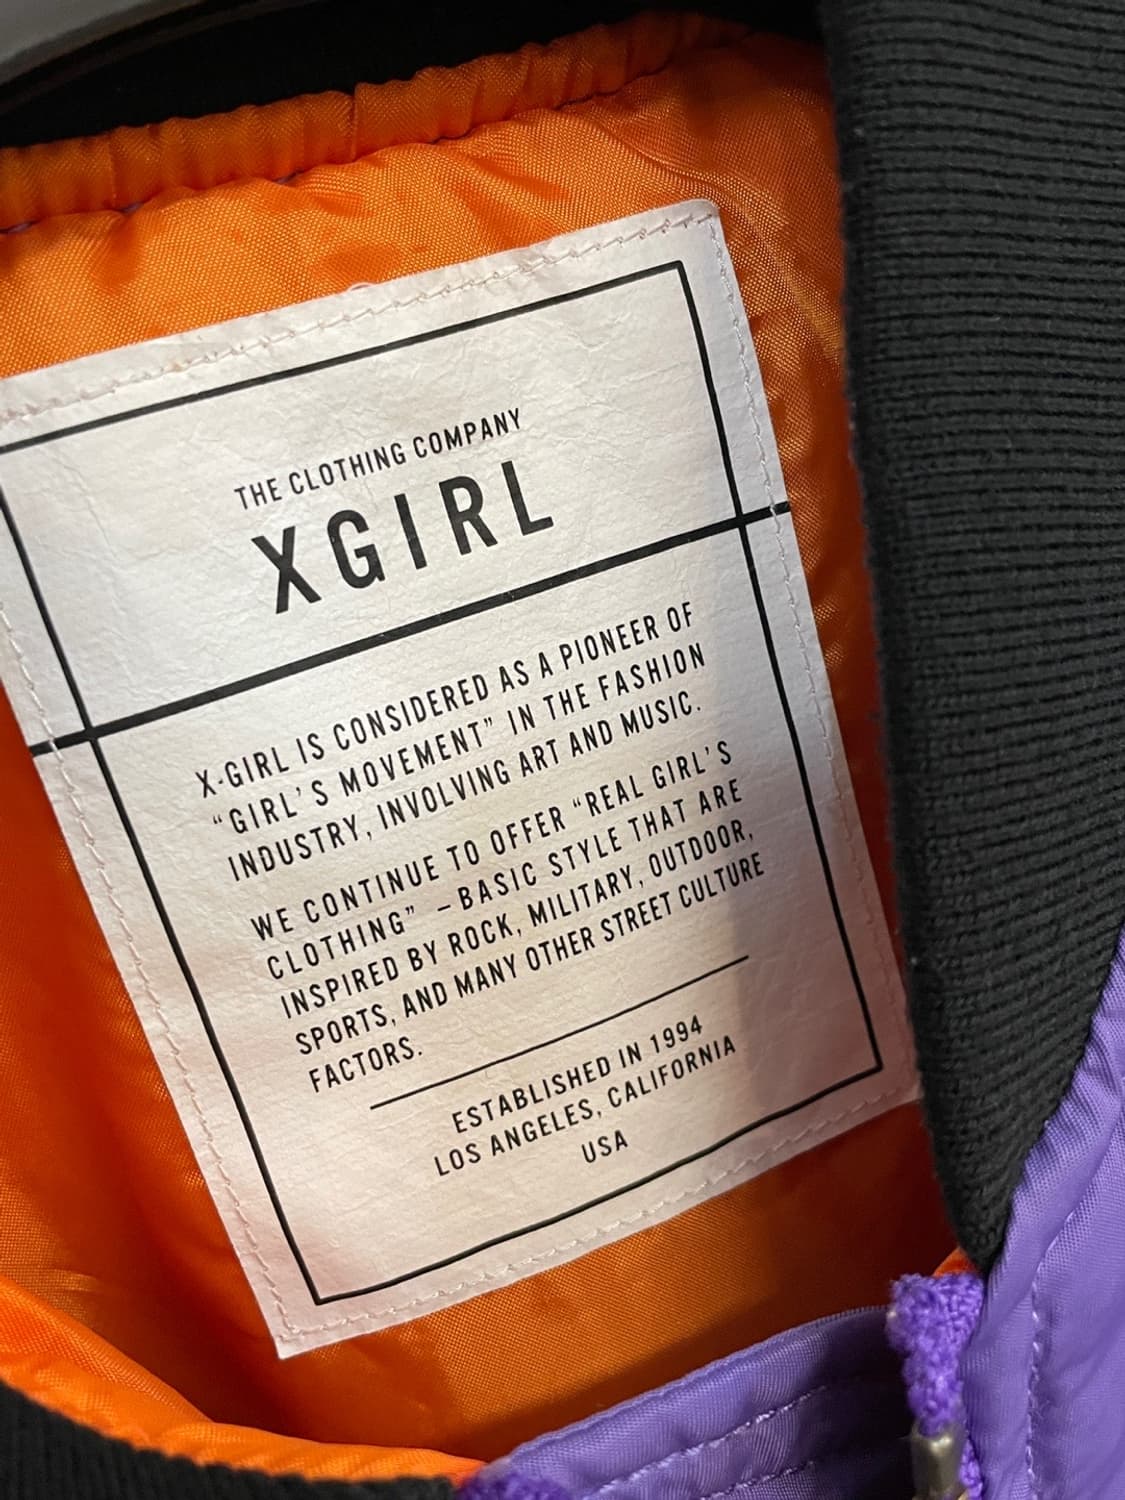 THE CLOTHING COMPANY
XGIRL
X-GIRL IS CONSIDERED AS A PIONEER OF
“GIRL'S MOVEMENT” IN THE FASHION
INDUSTRY, INVOLVING ART AND MUSIC.
WE CONTINUE TO OFFER “REAL GIRL'S
CLOTHING” – BASIC STYLE THAT ARE
INSPIRED BY ROCK, MILITARY, OUTDOOR,
SPORTS, AND MANY OTHER STREET CULTURE
FACTORS.
ESTABLISHED IN 1994
LOS ANGELES, CALIFORNIA
USA